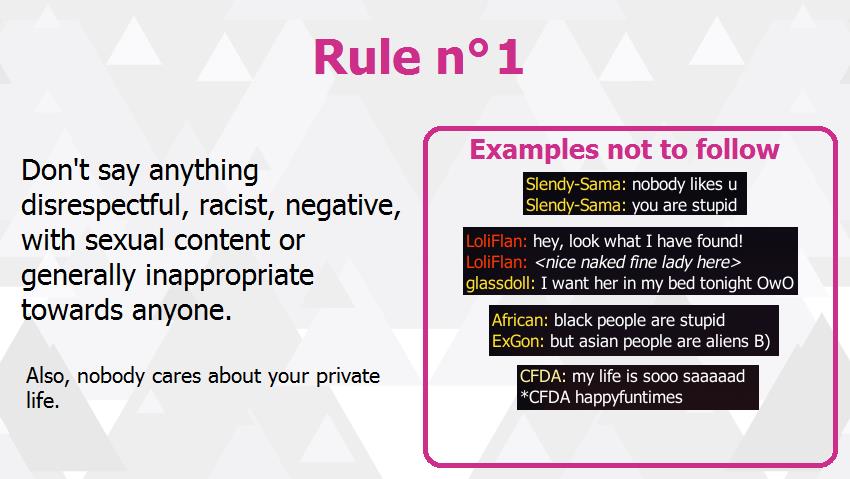 Rule n°1
Don't say anything
disrespectful, racist, negative,
with sexual content or
generally inappropriate
towards anyone.
Also, nobody cares about your private
life.
Examples not to follow
Slendy-Sama: nobody likes u
Slendy-Sama: you are stupid
LoliFlan: hey, look what I have found!
LoliFlan: <nice naked fine lady here>
glassdoll: I want her in my bed tonight OwO
African: black people are stupid
ExGon: but asian people are aliens B)
CFDA: my life is sooo saaaaad
*CFDA happyfuntimes